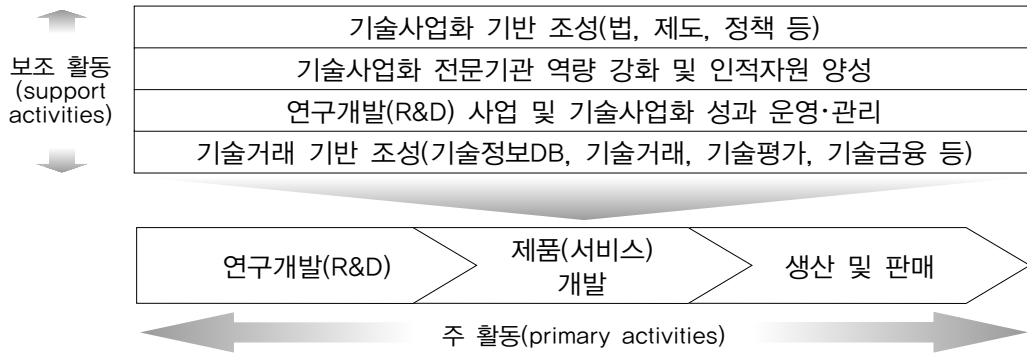 기술사업화 기반 조성(법, 제도, 정책 등)
보조 활동
(support
activities)
기술사업화 전문기관 역량 강화 및 인적자원 양성
연구개발(R&D) 사업 및 기술사업화 성과 운영·관리
기술거래 기반 조성(기술정보DB, 기술거래, 기술평가, 기술금융 등)
연구개발(R&D)
제품(서비스)
개발
생산 및 판매
주 활동(primary activities)